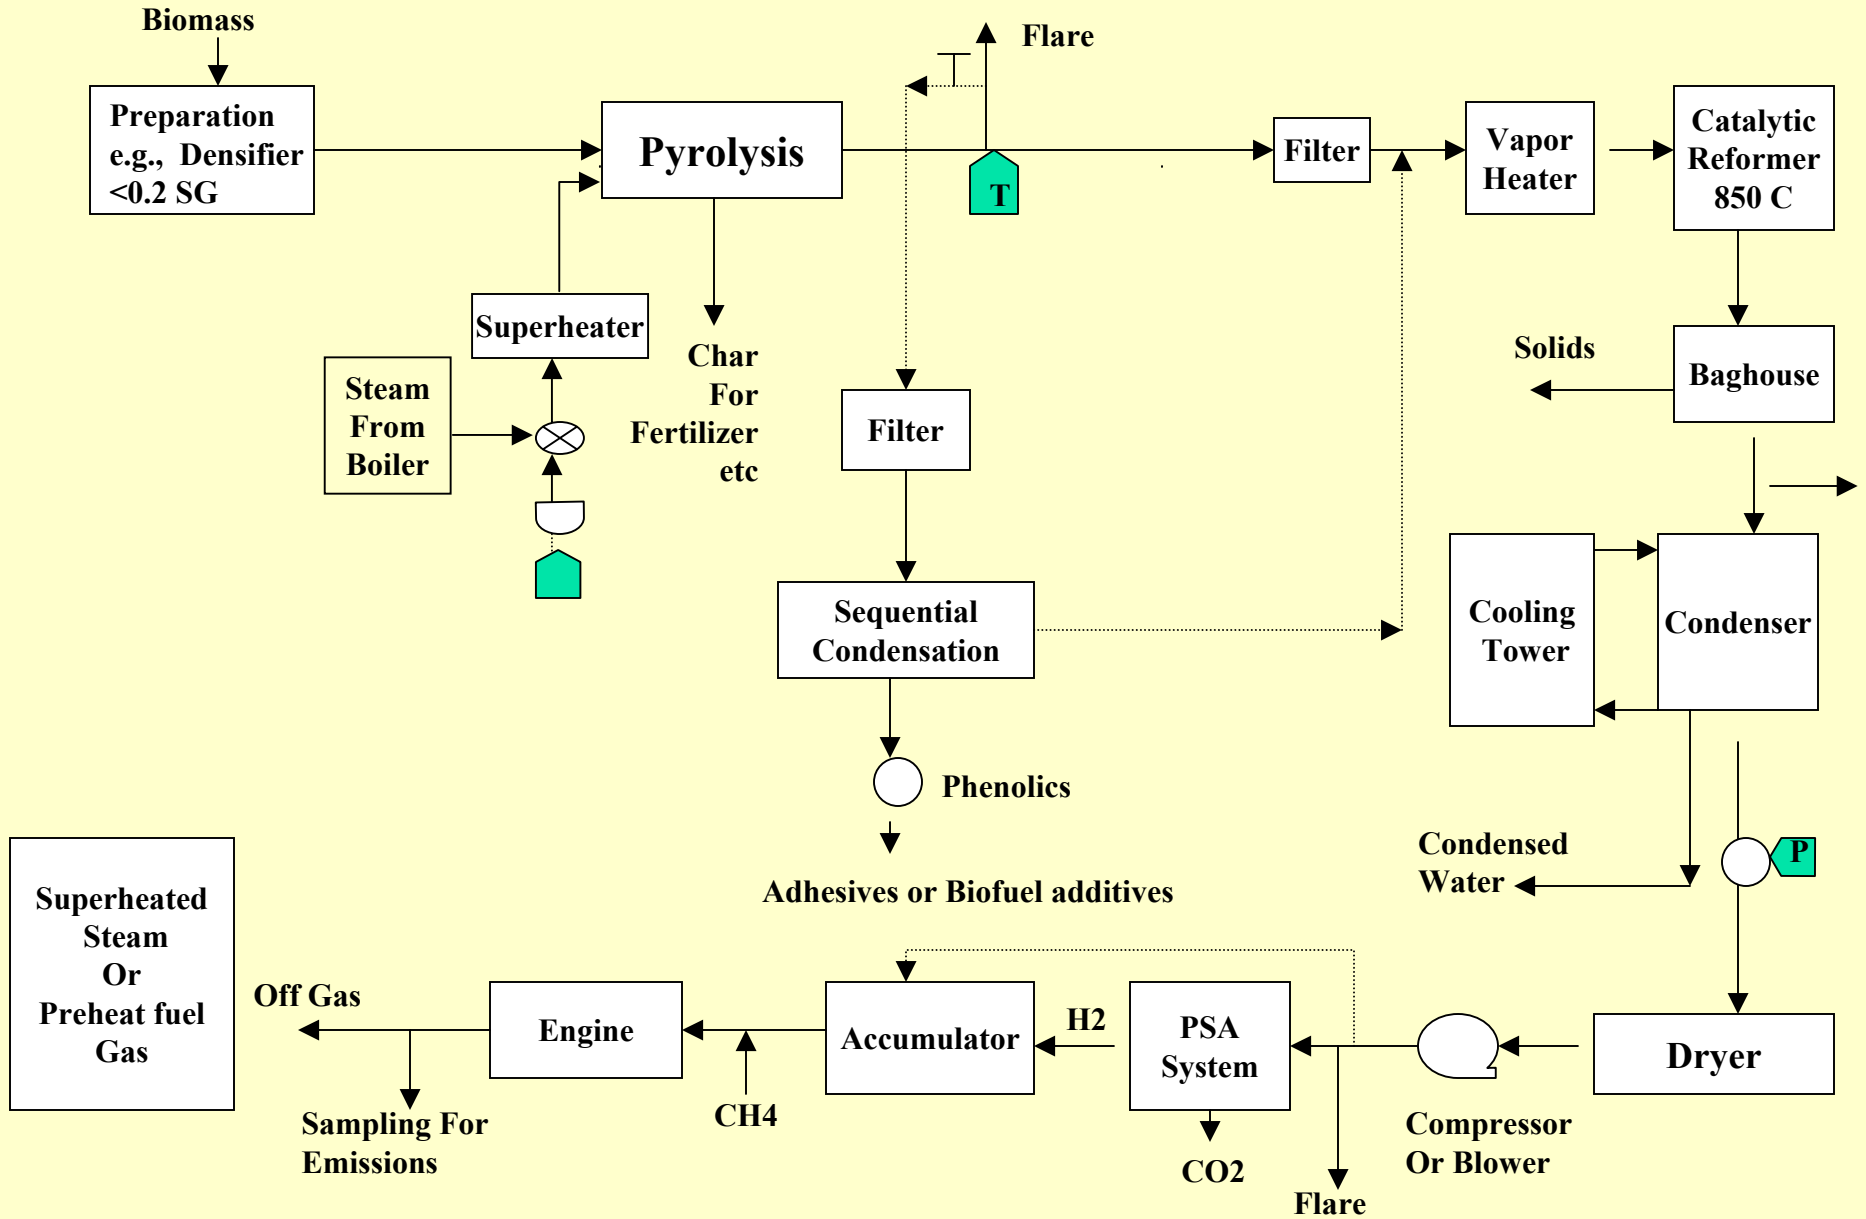 Biomass
Preparation
e.g., Densifier
<0.2 SG
Pyrolysis
Flare
T
Filter
Vapor
Heater
Catalytic
Reformer
850 C
Superheater
Steam
From
Boiler
Char
For
Fertilizer
etc
Filter
Solids
Baghouse
Sequential
Condensation
Cooling
Tower
Condenser
Phenolics
Adhesives or Biofuel additives
Condensed
Water
P
Superheated
Steam
Or
Preheat fuel
Gas
Off Gas
Engine
Accumulator
H2
PSA
System
Dryer
Sampling For
Emissions
CH4
CO2
Flare
Compressor
Or Blower